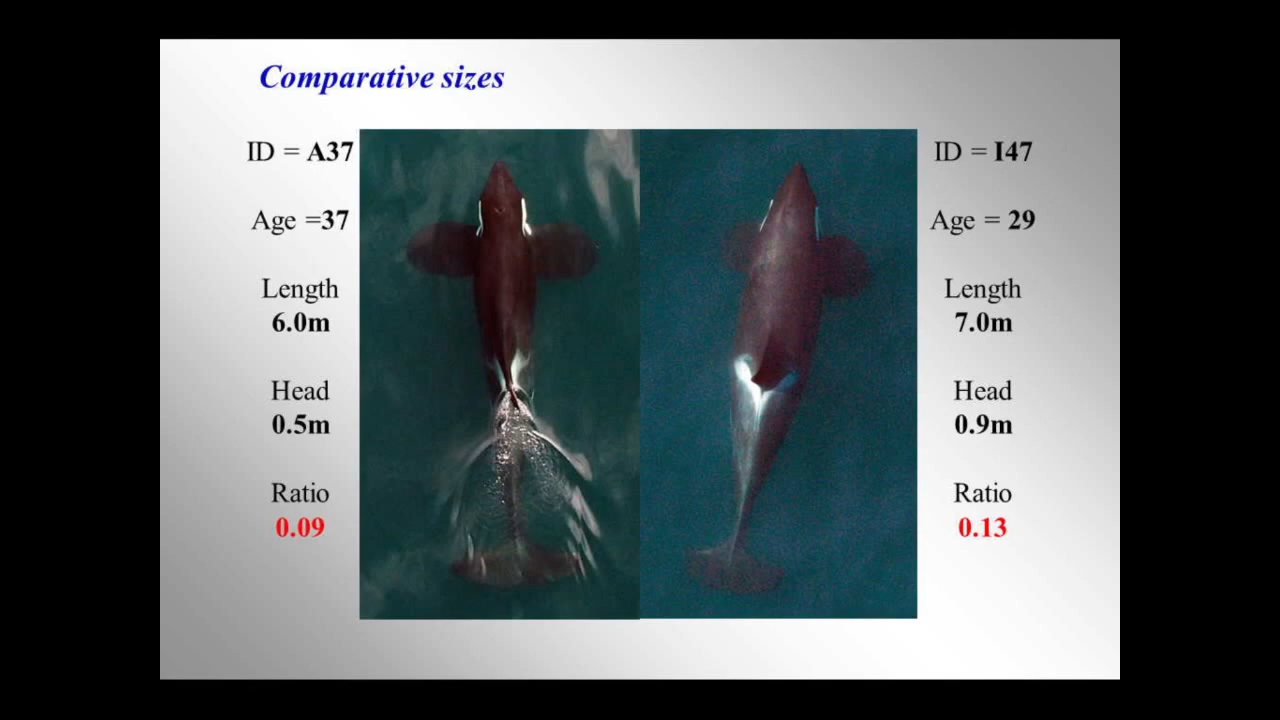 Comparative sizes
ID = A37
Age =37
Length
6.0m
Head
0.5m
Ratio
0.09
ID = I47
Age = 29
Length
7.0m
Head
0.9m
Ratio
0.13